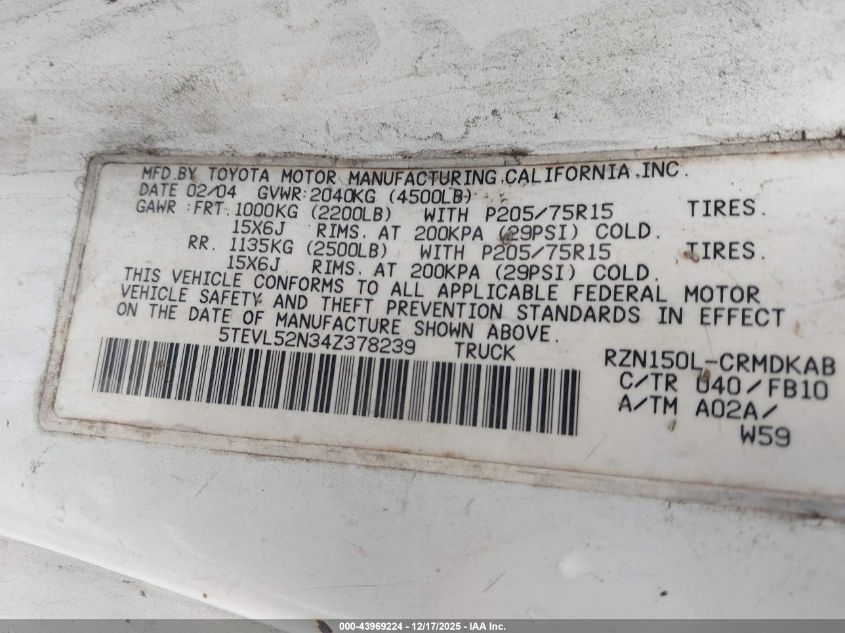 MFD.BY TOYOTA MOTOR MANUFACTURING,CALIFORNIA,INC.
DATE 02/04 GVWR:2040KG (4500LB)
GAWR :FRT.1000KG (2200LB) WITH P205/75R15 TIRES.
15X6J RIMS. AT 200KPA (29PSI) COLD.
RR. 1135KG (2500LB) WITH P205/75R15 TIRES.
15X6J RIMS. AT 200KPA (29PSI) COLD.
THIS VEHICLE CONFORMS TO ALL APPLICABLE FEDERAL MOTOR
VEHICLE SAFETY AND THEFT PREVENTION STANDARDS IN EFFECT
ON THE DATE OF MANUFACTURE SHOWN ABOVE.
5TEVL52N34Z378239 TRUCK
RZN150L-CRMDKAB
C/TR 040/FB10
A/TM A02A/
W59
000-43969224 - 12/17/2025 - IAA Inc.